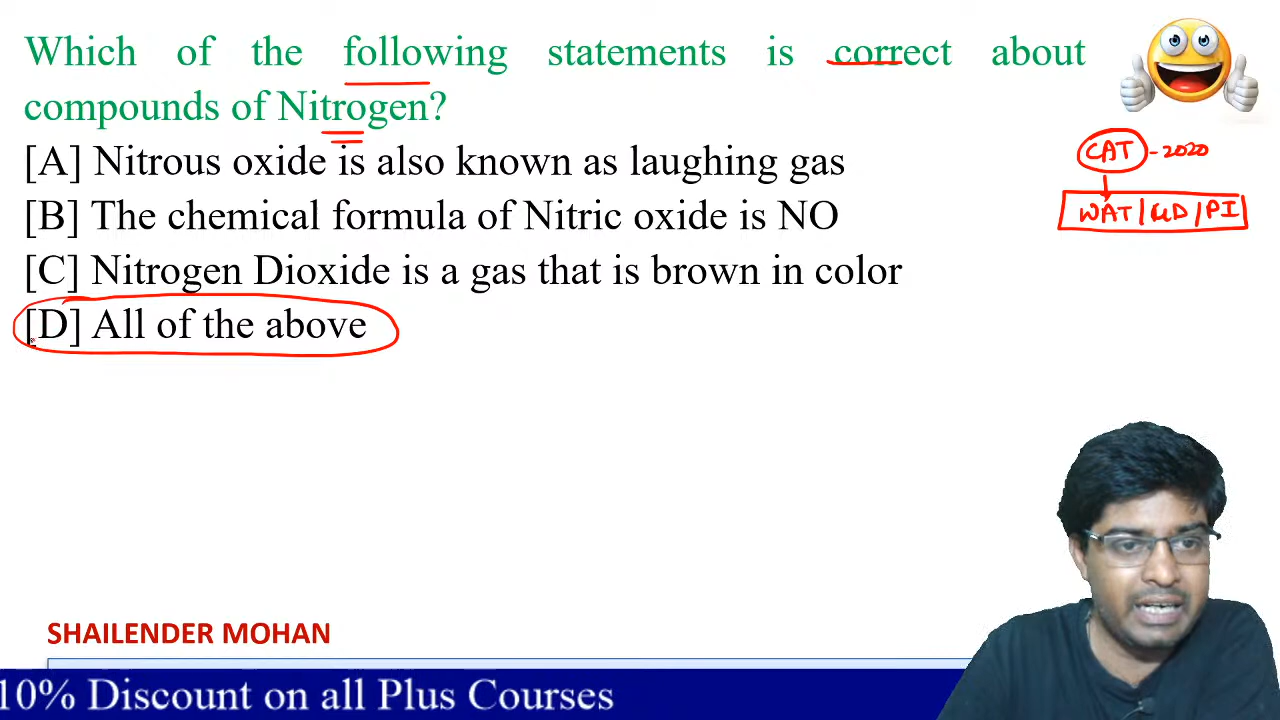 Which of the following statements is correct about
compounds of Nitrogen?
[A] Nitrous oxide is also known as laughing gas
[B] The chemical formula of Nitric oxide is NO
[C] Nitrogen Dioxide is a gas that is brown in color
[D] All of the above
CAT - 2020
WAT | GD | PI
SHAILENDER MOHAN
10% Discount on all Plus Courses